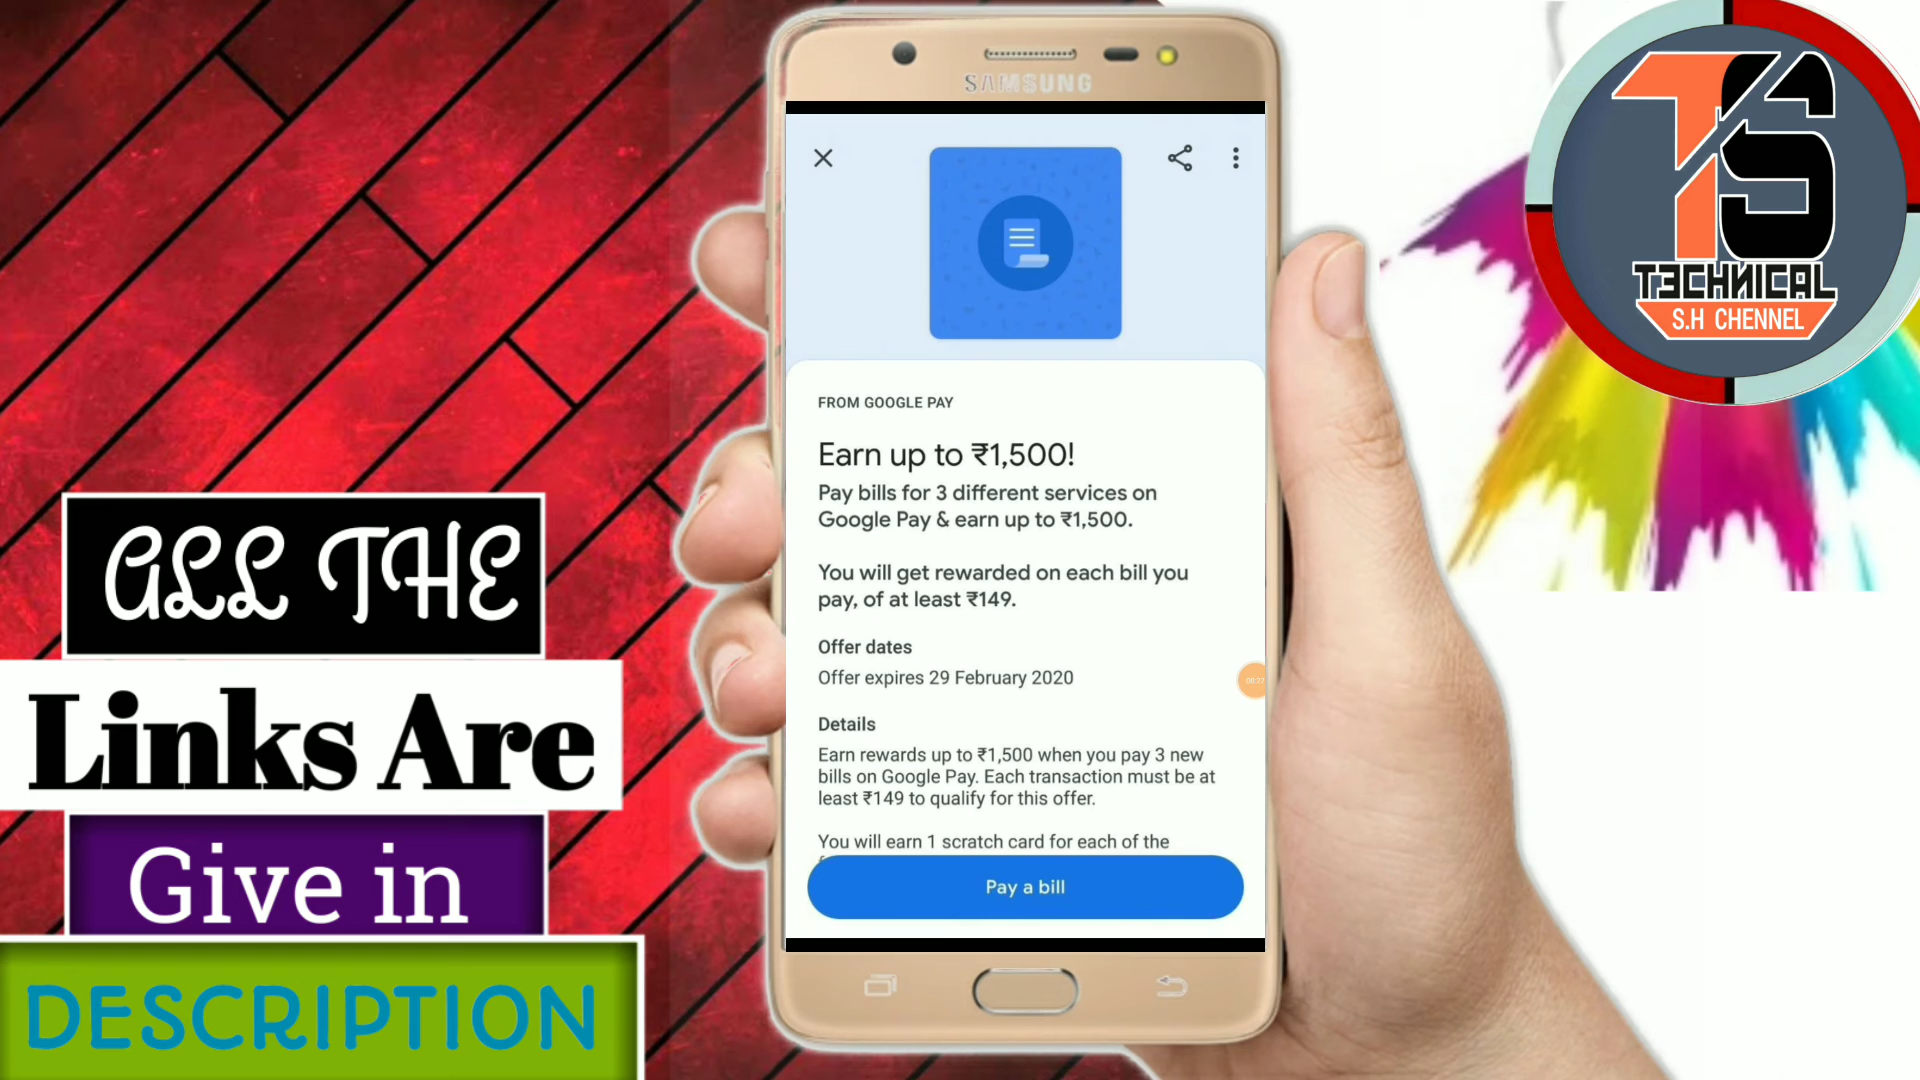 SAMSUNG
FROM GOOGLE PAY
Earn up to ₹1,500!
Pay bills for 3 different services on
Google Pay & earn up to ₹1,500.
You will get rewarded on each bill you
pay, of at least ₹149.
Offer dates
Offer expires 29 February 2020
Details
Earn rewards up to ₹1,500 when you pay 3 new
bills on Google Pay. Each transaction must be at
least ₹149 to qualify for this offer.
You will earn 1 scratch card for each of the
Pay a bill
ALL THE
Links Are
Give in
DESCRIPTION
TS
TECHNICAL
S.H CHENNEL